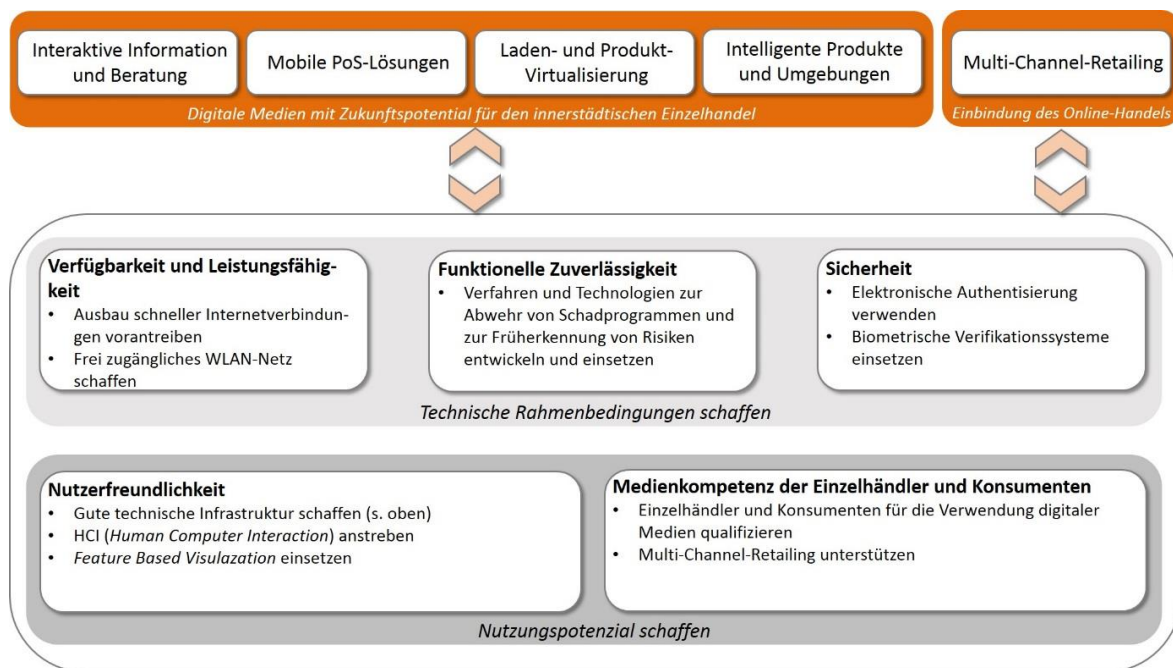 Interaktive Information
und Beratung
Mobile PoS-Lösungen
Laden- und Produkt-
Virtualisierung
Intelligente Produkte
und Umgebungen
Multi-Channel-Retailing
Digitale Medien mit Zukunftspotential für den innerstädtischen Einzelhandel
Einbindung des Online-Handels
Verfügbarkeit und Leistungsfähig-
keit
• Ausbau schneller Internetverbindun-
gen vorantreiben
• Frei zugängliches WLAN-Netz
schaffen
Funktionelle Zuverlässigkeit
• Verfahren und Technologien zur
Abwehr von Schadprogrammen und
zur Früherkennung von Risiken
entwickeln und einsetzen
Sicherheit
• Elektronische Authentisierung
verwenden
• Biometrische Verifikationssysteme
einsetzen
Technische Rahmenbedingungen schaffen
Nutzerfreundlichkeit
• Gute technische Infrastruktur schaffen (s. oben)
• HCI (Human Computer Interaction) anstreben
• Feature Based Visulazation einsetzen
Medienkompetenz der Einzelhändler und Konsumenten
• Einzelhändler und Konsumenten für die Verwendung digitaler
Medien qualifizieren
• Multi-Channel-Retailing unterstützen
Nutzungspotenzial schaffen